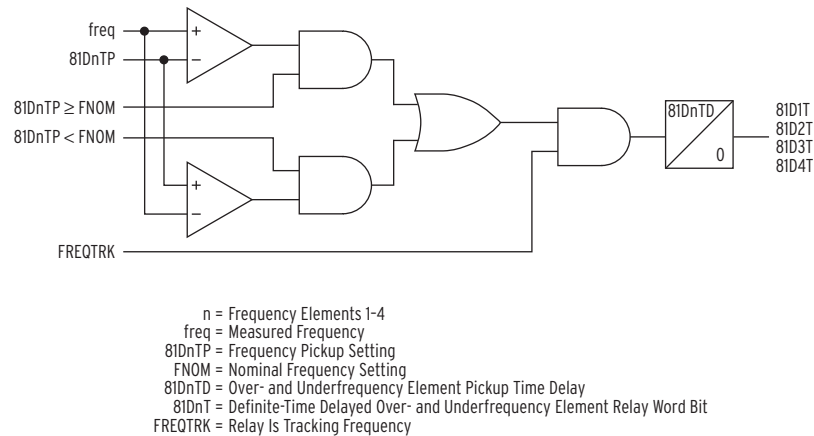 freq
+
81DnTP
−
81DnTP ≥ FNOM
81DnTP < FNOM
+
−
FREQTRK
81DnTD
0
81D1T
81D2T
81D3T
81D4T
n = Frequency Elements 1–4
freq = Measured Frequency
81DnTP = Frequency Pickup Setting
FNOM = Nominal Frequency Setting
81DnTD = Over- and Underfrequency Element Pickup Time Delay
81DnT = Definite-Time Delayed Over- and Underfrequency Element Relay Word Bit
FREQTRK = Relay Is Tracking Frequency